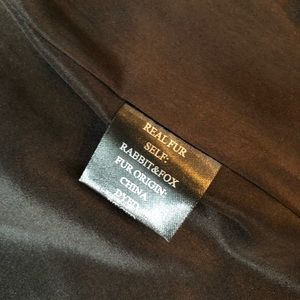 REAL FUR
SELF:
RABBIT&FOX
FUR ORIGIN:
CHINA
DYED